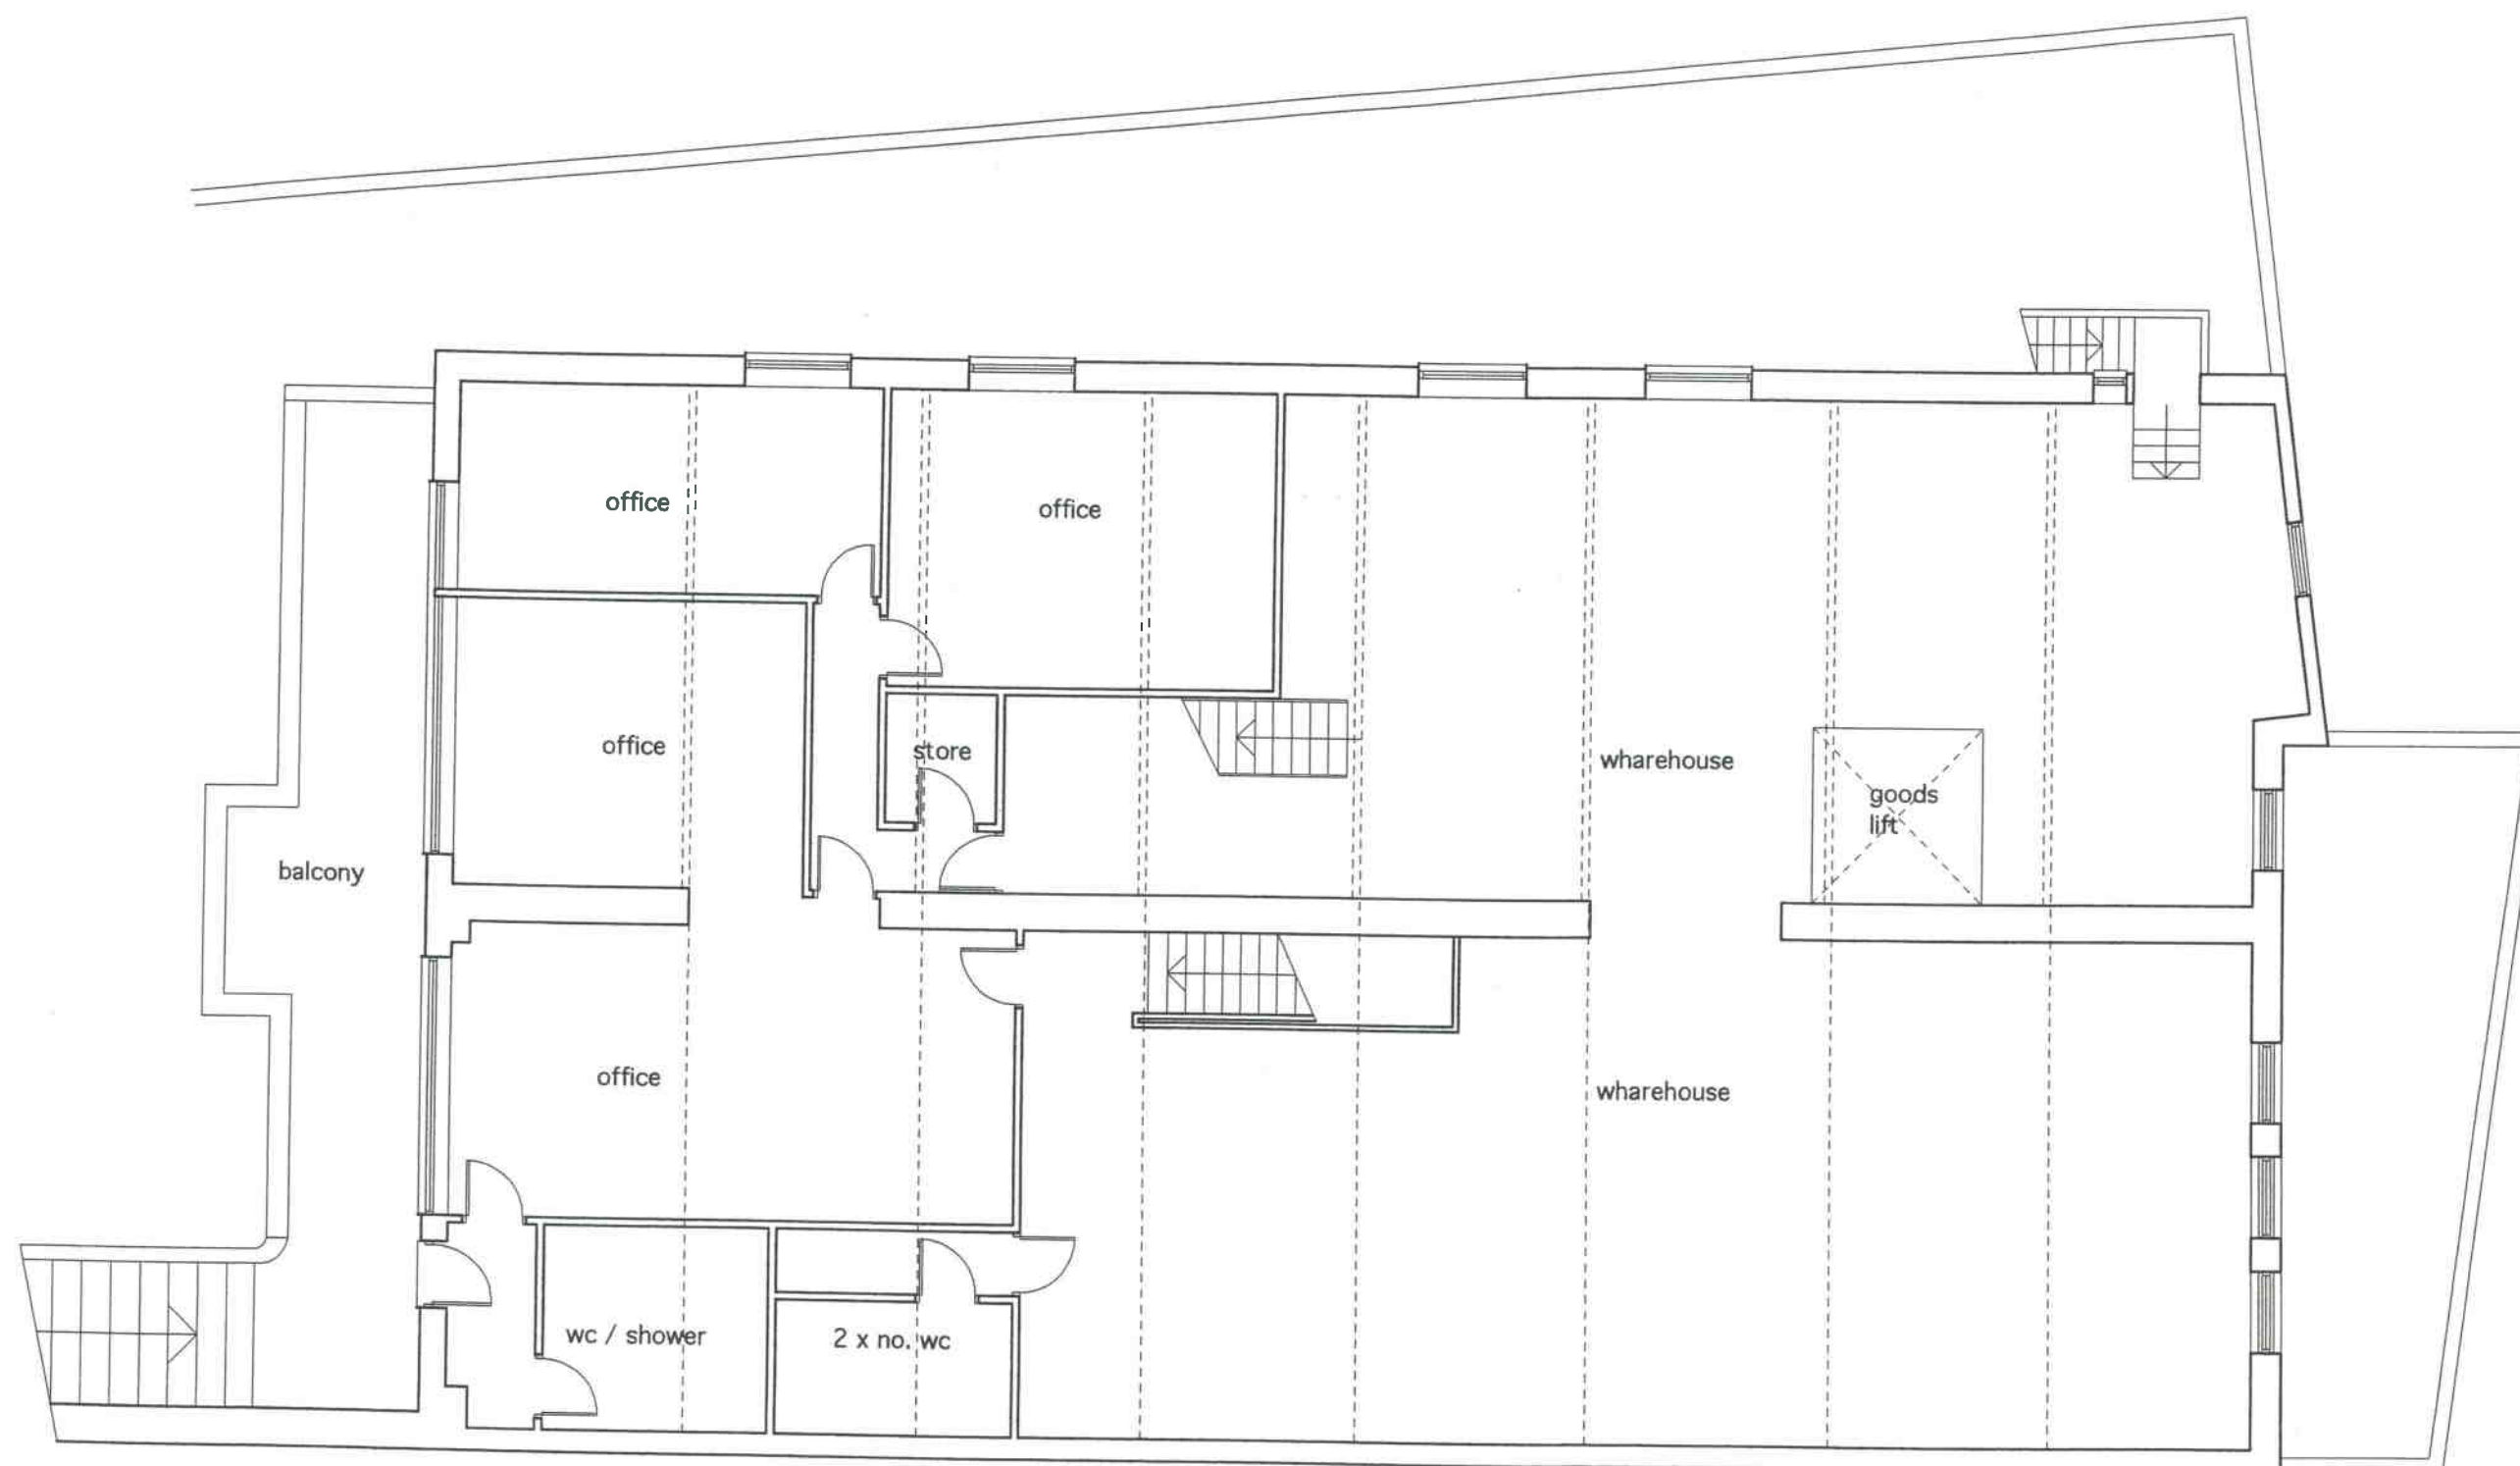 office
office
office
store
wharehouse
goods
lift
balcony
office
wharehouse
wc / shower
2 x no. wc